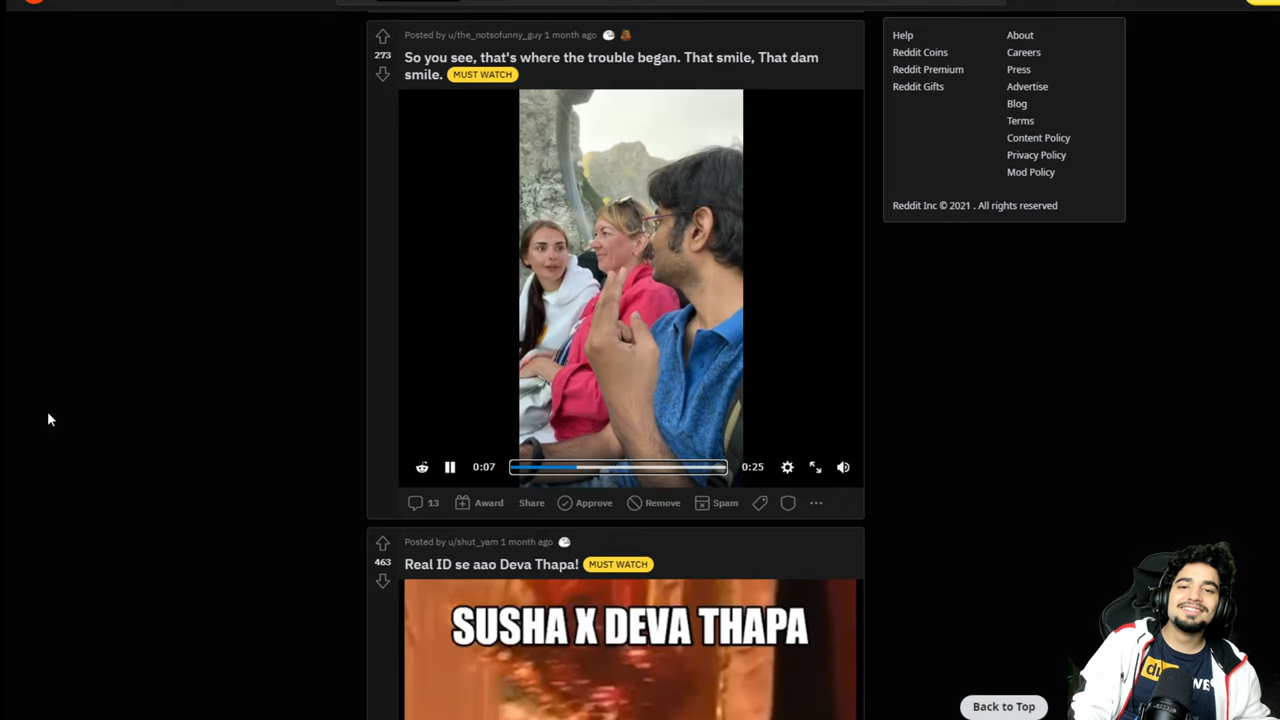 Posted by u/the_notsofunny_guy 1 month ago
273
So you see, that's where the trouble began. That smile, That dam
smile. MUST WATCH
0:07
0:25
13 Award Share Approve Remove Spam
Posted by u/shut_yam 1 month ago
463
Real ID se aao Deva Thapa! MUST WATCH
SUSHA X DEVA THAPA
Help
About
Reddit Coins
Careers
Reddit Premium
Press
Reddit Gifts
Advertise
Blog
Terms
Content Policy
Privacy Policy
Mod Policy
Reddit Inc © 2021 . All rights reserved
Back to Top